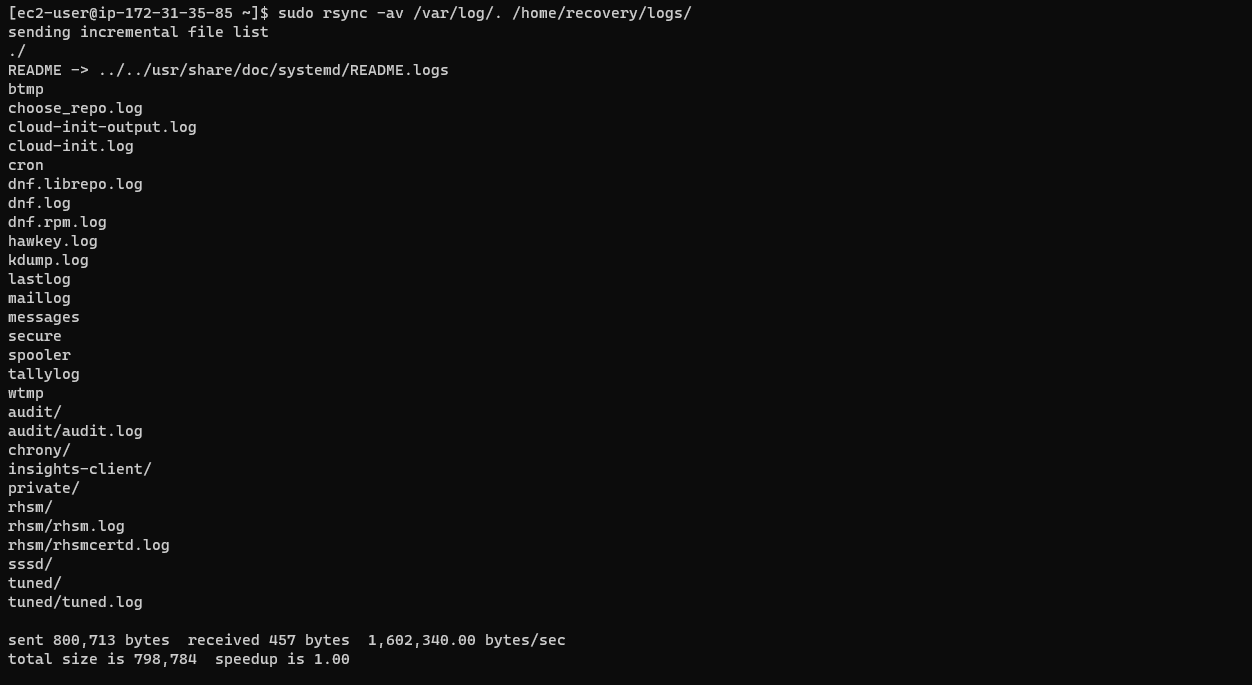 [ec2-user@ip-172-31-35-85 ~]$ sudo rsync -av /var/log/. /home/recovery/logs/
sending incremental file list
./
README -> ../../usr/share/doc/systemd/README.logs
btmp
choose_repo.log
cloud-init-output.log
cloud-init.log
cron
dnf.librepo.log
dnf.log
dnf.rpm.log
hawkey.log
kdump.log
lastlog
maillog
messages
secure
spooler
tallylog
wtmp
audit/
audit/audit.log
chrony/
insights-client/
private/
rhsm/
rhsm/rhsm.log
rhsm/rhsmcertd.log
sssd/
tuned/
tuned/tuned.log

sent 800,713 bytes  received 457 bytes  1,602,340.00 bytes/sec
total size is 798,784  speedup is 1.00